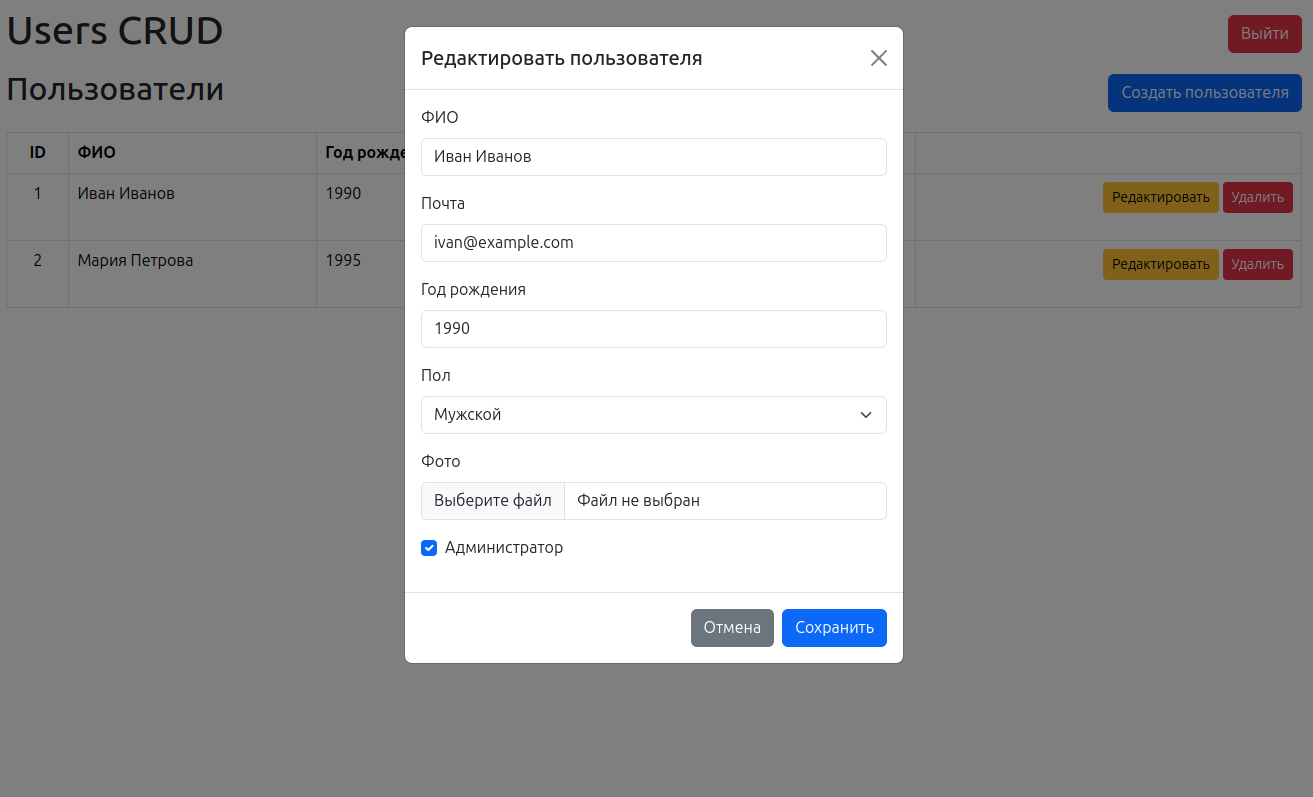 Users CRUD
Выйти
Пользователи
Создать пользователя
ID ФИО Год рожде
1 Иван Иванов 1990 Редактировать Удалить
2 Мария Петрова 1995 Редактировать Удалить
Редактировать пользователя
ФИО
Иван Иванов
Почта
ivan@example.com
Год рождения
1990
Пол
Мужской
Фото
Выберите файл Файл не выбран
Администратор
Отмена Сохранить